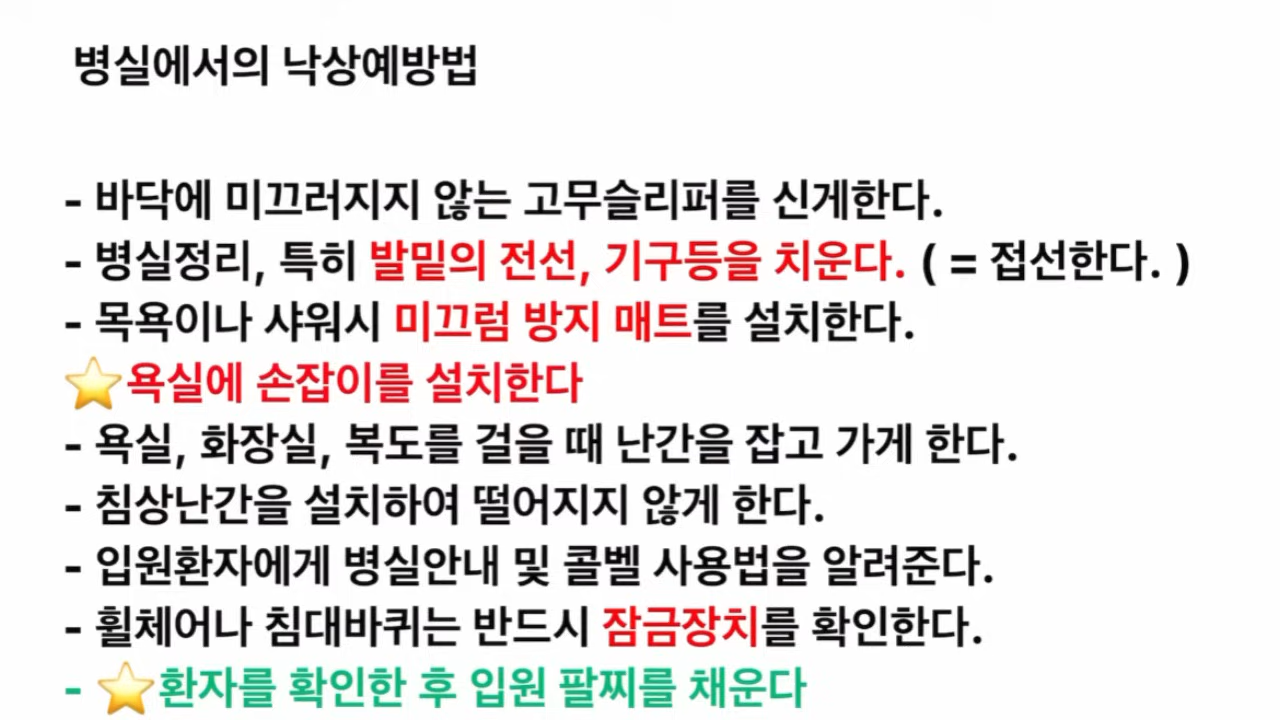 병실에서의 낙상예방법
- 바닥에 미끄러지지 않는 고무슬리퍼를 신게한다.
- 병실정리, 특히 발밑의 전선, 기구등을 치운다. ( = 접선한다. )
- 목욕이나 샤워시 미끄럼 방지 매트를 설치한다.
⭐욕실에 손잡이를 설치한다
- 욕실, 화장실, 복도를 걸을 때 난간을 잡고 가게 한다.
- 침상난간을 설치하여 떨어지지 않게 한다.
- 입원환자에게 병실안내 및 콜벨 사용법을 알려준다.
- 휠체어나 침대바퀴는 반드시 잠금장치를 확인한다.
- ⭐환자를 확인한 후 입원 팔찌를 채운다